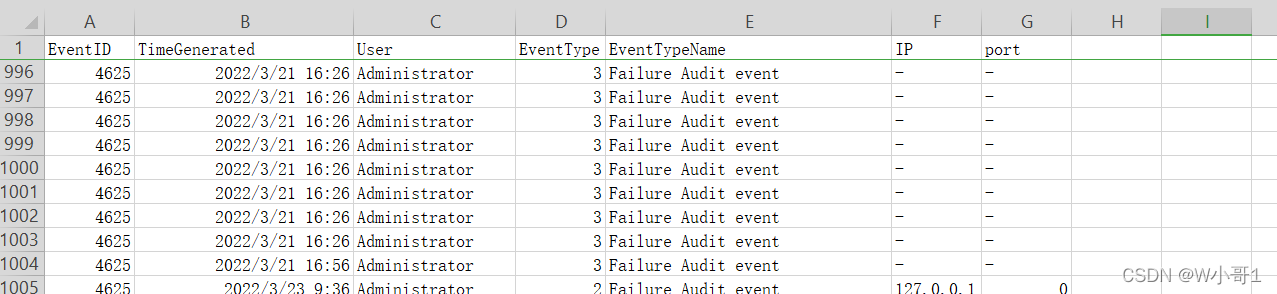 A B C D E F G H I
1 EventID TimeGenerated User EventType EventTypeName IP port
996 4625 2022/3/21 16:26 Administrator 3 Failure Audit event - -
997 4625 2022/3/21 16:26 Administrator 3 Failure Audit event - -
998 4625 2022/3/21 16:26 Administrator 3 Failure Audit event - -
999 4625 2022/3/21 16:26 Administrator 3 Failure Audit event - -
1000 4625 2022/3/21 16:26 Administrator 3 Failure Audit event - -
1001 4625 2022/3/21 16:26 Administrator 3 Failure Audit event - -
1002 4625 2022/3/21 16:26 Administrator 3 Failure Audit event - -
1003 4625 2022/3/21 16:26 Administrator 3 Failure Audit event - -
1004 4625 2022/3/21 16:56 Administrator 3 Failure Audit event - -
1005 4625 2022/3/23 9:36 Administrator 2 Failure Audit event 127.0.0.1 0
CSDN @W小哥1